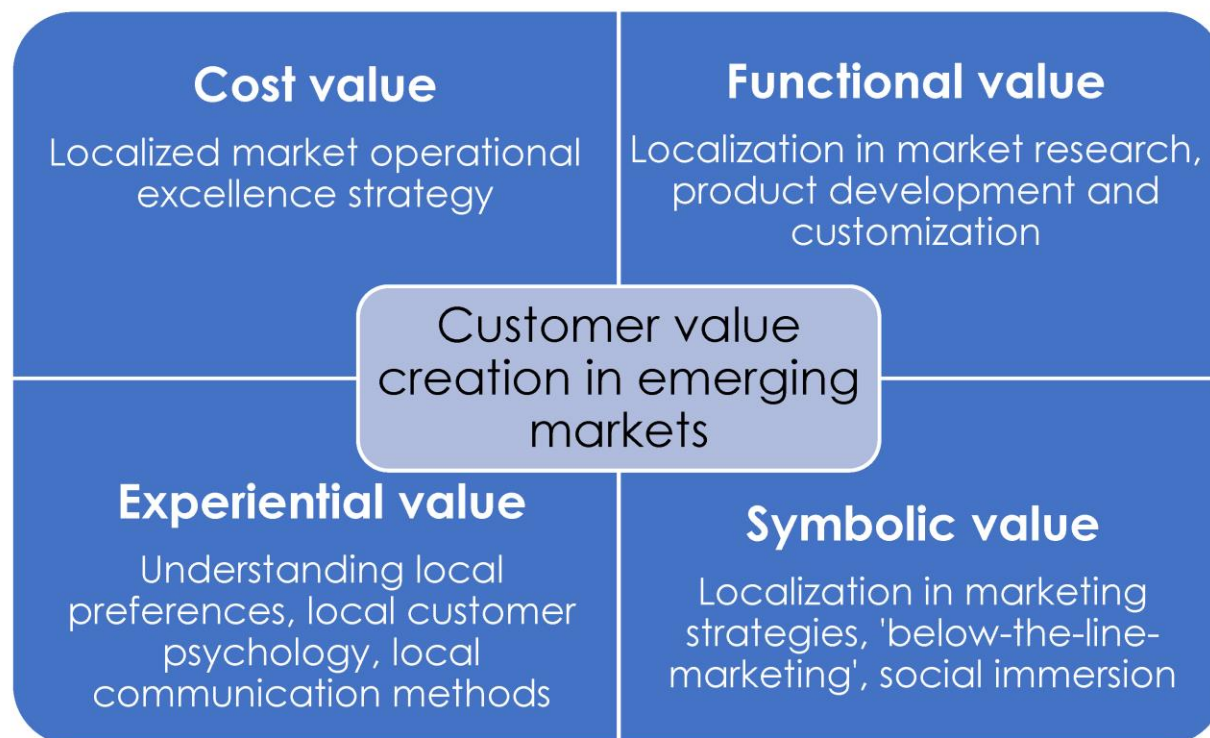 Cost value
Localized market operational
excellence strategy
Functional value
Localization in market research,
product development and
customization
Customer value
creation in emerging
markets
Experiential value
Understanding local
preferences, local customer
psychology, local
communication methods
Symbolic value
Localization in marketing
strategies, 'below-the-line-
marketing', social immersion